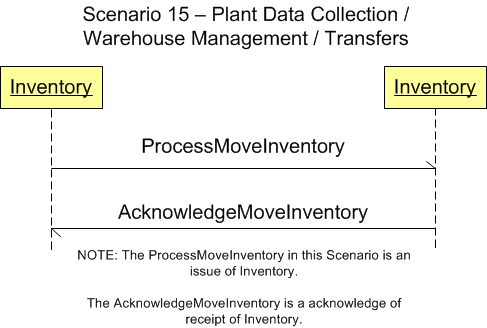 Scenario 15 – Plant Data Collection /
Warehouse Management / Transfers
Inventory
Inventory
ProcessMoveInventory
AcknowledgeMoveInventory
NOTE: The ProcessMoveInventory in this Scenario is an
issue of Inventory.
The AcknowledgeMoveInventory is a acknowledge of
receipt of Inventory.